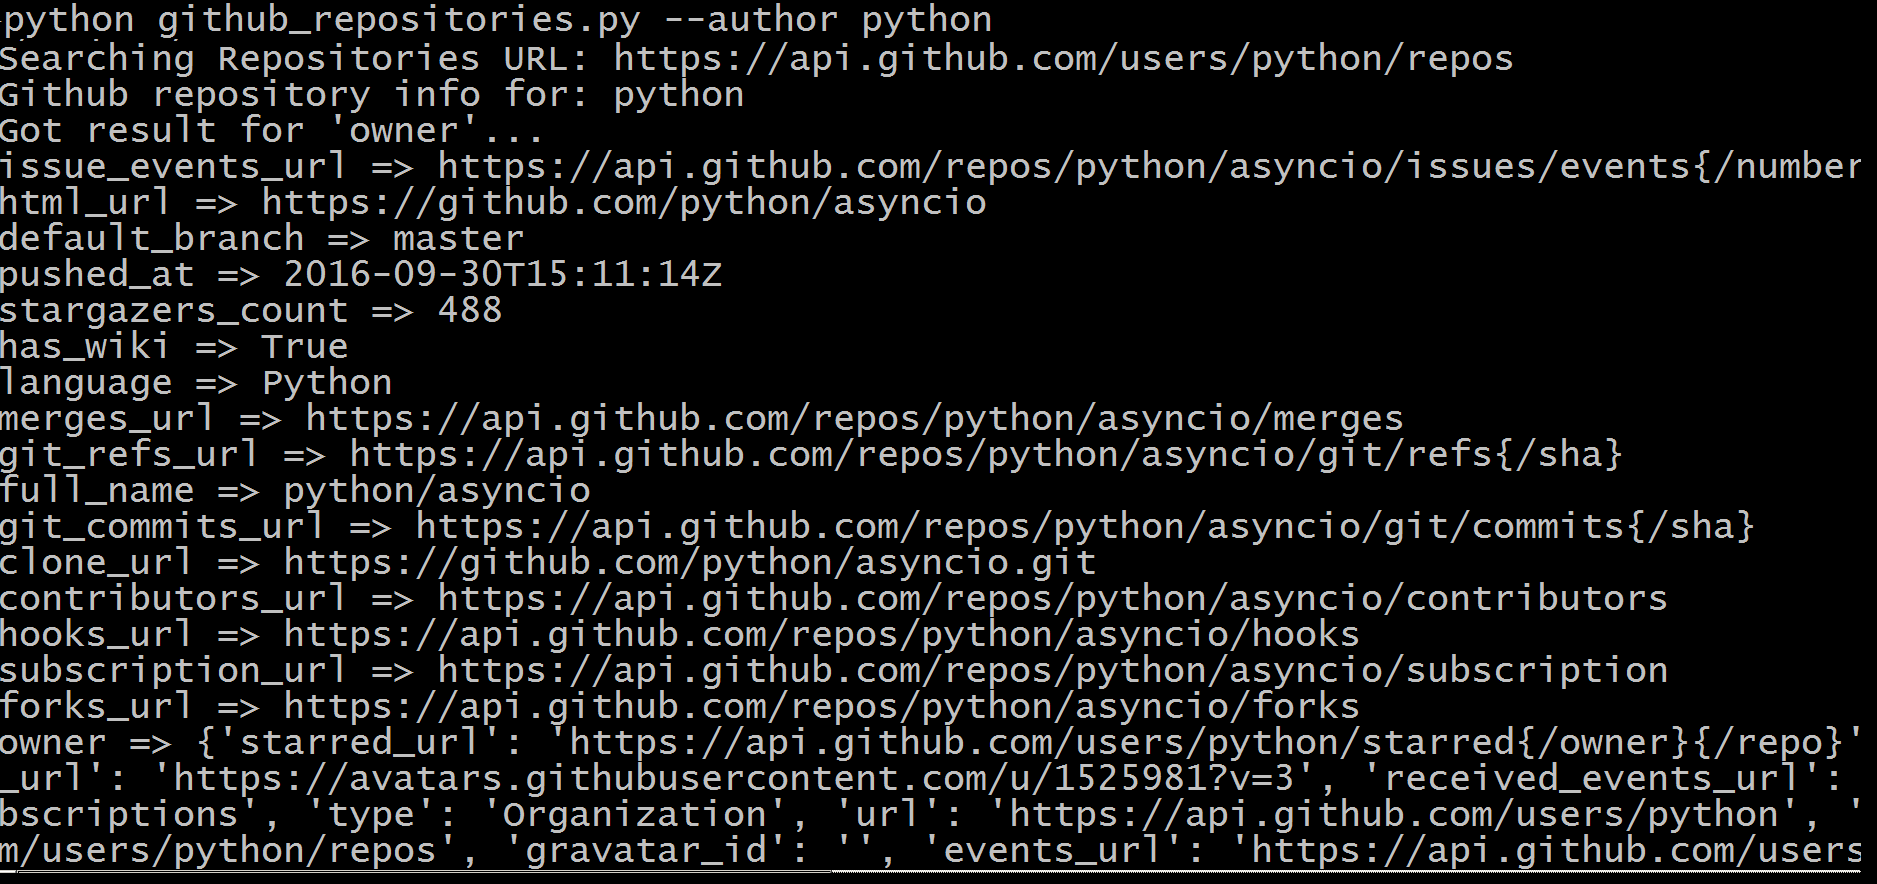 python github_repositories.py --author python
Searching Repositories URL: https://api.github.com/users/python/repos
Github repository info for: python
Got result for 'owner'...
issue_events_url => https://api.github.com/repos/python/asyncio/issues/events{/number
html_url => https://github.com/python/asyncio
default_branch => master
pushed_at => 2016-09-30T15:11:14Z
stargazers_count => 488
has_wiki => True
language => Python
merges_url => https://api.github.com/repos/python/asyncio/merges
git_refs_url => https://api.github.com/repos/python/asyncio/git/refs{/sha}
full_name => python/asyncio
git_commits_url => https://api.github.com/repos/python/asyncio/git/commits{/sha}
clone_url => https://github.com/python/asyncio.git
contributors_url => https://api.github.com/repos/python/asyncio/contributors
hooks_url => https://api.github.com/repos/python/asyncio/hooks
subscription_url => https://api.github.com/repos/python/asyncio/subscription
forks_url => https://api.github.com/repos/python/asyncio/forks
owner => {'starred_url': 'https://api.github.com/users/python/starred{/owner}{/repo}'
_url': 'https://avatars.githubusercontent.com/u/1525981?v=3', 'received_events_url':
bscriptions', 'type': 'Organization', 'url': 'https://api.github.com/users/python', '
m/users/python/repos', 'gravatar_id': '', 'events_url': 'https://api.github.com/users